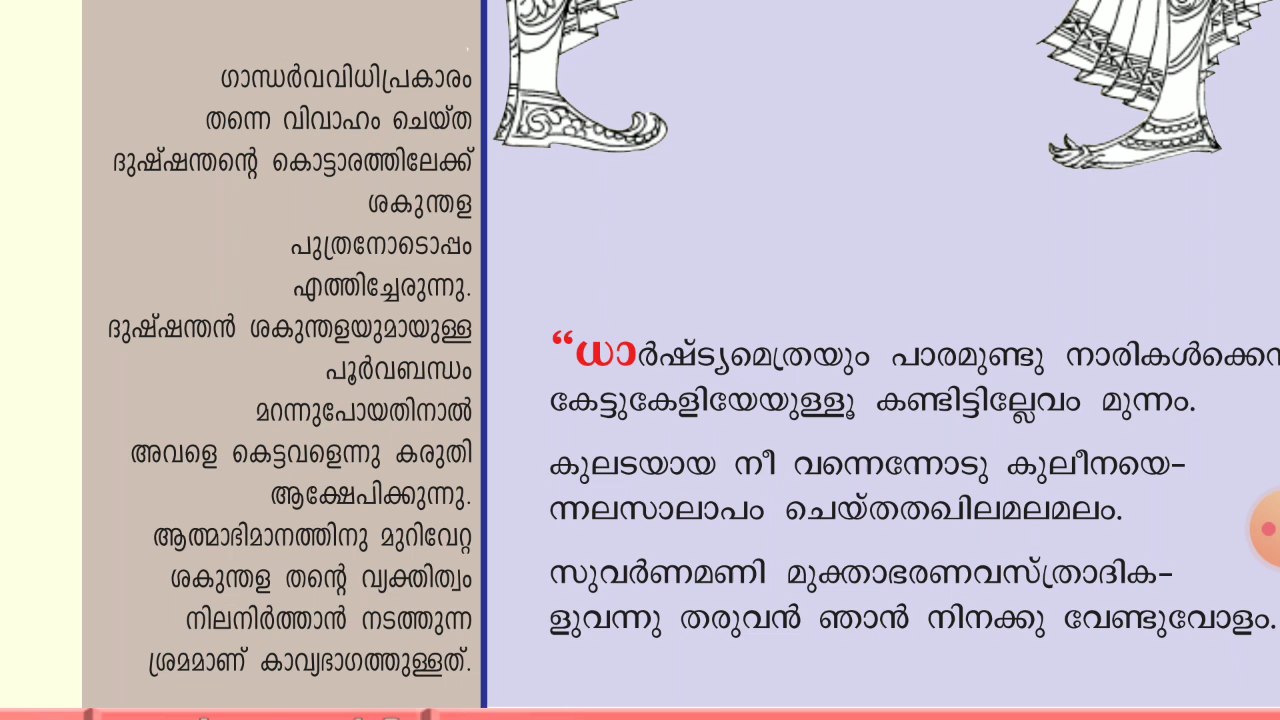 ഗാന്ധർവവിധിപ്രകാരം
തന്നെ വിവാഹം ചെയ്ത
ദുഷ്ഷന്തന്റെ കൊട്ടാരത്തിലേക്ക്
ശകുന്തള
പുത്രനോടൊപ്പം
എത്തിച്ചേരുന്നു.
ദുഷ്ഷന്തൻ ശകുന്തളയുമായുള്ള
പൂർവബന്ധം
മറന്നുപോയതിനാൽ
അവളെ കെട്ടവളെന്നു കരുതി
ആക്ഷേപിക്കുന്നു.
ആത്മാഭിമാനത്തിനു മുറിവേറ്റ
ശകുന്തള തന്റെ വ്യക്തിത്വം
നിലനിർത്താൻ നടത്തുന്ന
ശ്രമമാണ് കാവ്യഭാഗത്തുള്ളത്.
“ധാർഷ്ട്യമെത്രയും പാരമുണ്ടു
കേട്ടുകേളിയേയുള്ളൂ കണ്ടിട്ടില്ലേവം മുന്നം.
കുലടയായ നീ വന്നെന്നോടു കുലീനയെ–
ന്നലസാലാപം ചെയ്തതഖിലമലമലം.
സുവർണമണി മുക്താഭരണവസ്ത്രാദിക–
ളുവന്നു തരുവൻ ഞാൻ നിനക്കു വേണ്ടുവോളം.